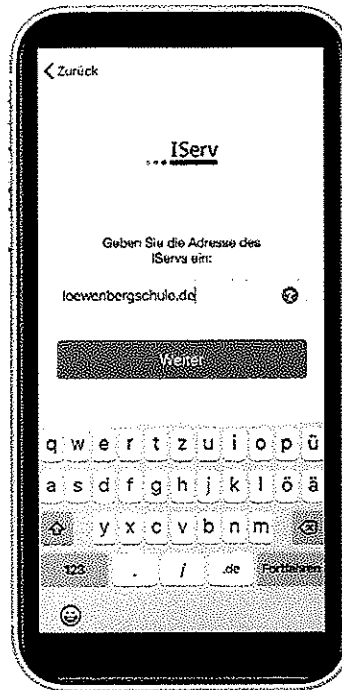 Zurück
IServ
Geben Sie die Adresse des
IServs ein:
loewenbergschule.de
Weiter
q w e r t z u i o p ü
a s d f g h j k l ö ä
y x c v b n m
123 . / .de Fortfahren